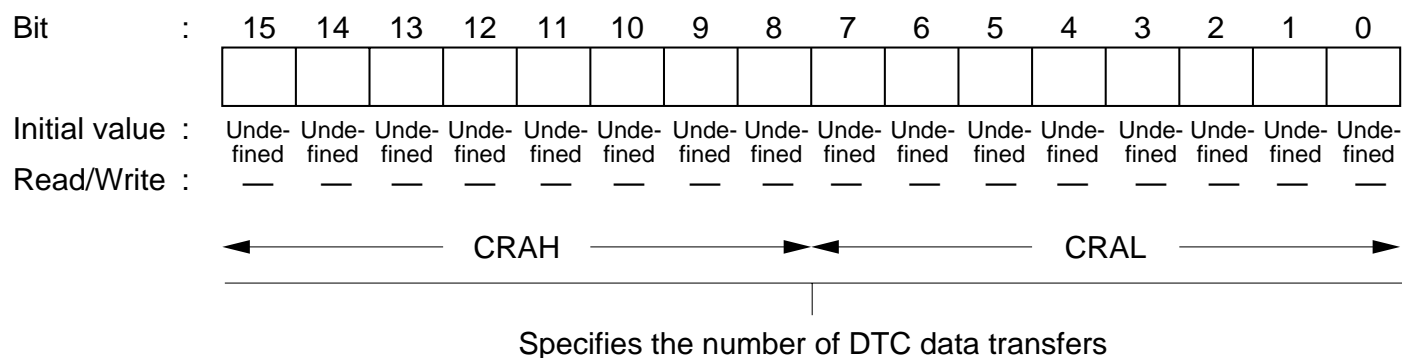 Bit : 15 14 13 12 11 10 9 8 7 6 5 4 3 2 1 0
Initial value : Unde- Unde- Unde- Unde- Unde- Unde- Unde- Unde- Unde- Unde- Unde- Unde- Unde- Unde- Unde- Unde-
fined fined fined fined fined fined fined fined fined fined fined fined fined fined fined fined
Read/Write : — — — — — — — — — — — — — — — —
CRAH CRAL
Specifies the number of DTC data transfers